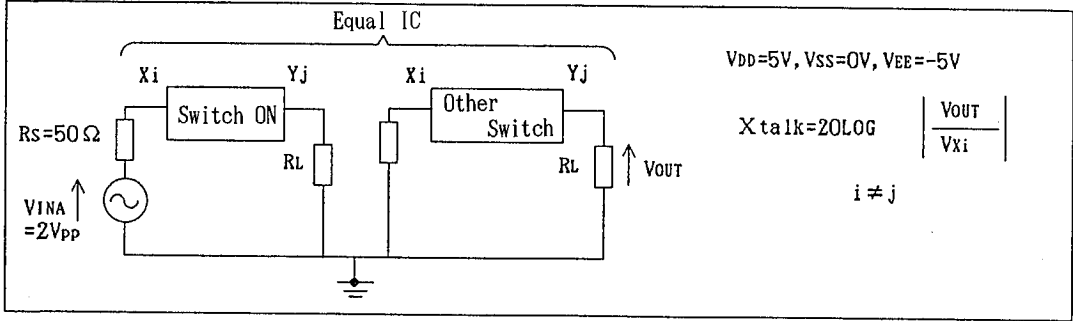 Equal IC
Xi Yj Xi Yj
Switch ON
Other
Switch
RS=50Ω
RL
RL
VOUT
VINA
=2VPP
VDD=5V, VSS=0V, VEE=-5V
Xtalk=20LOG | VOUT / VXi |
i≠j